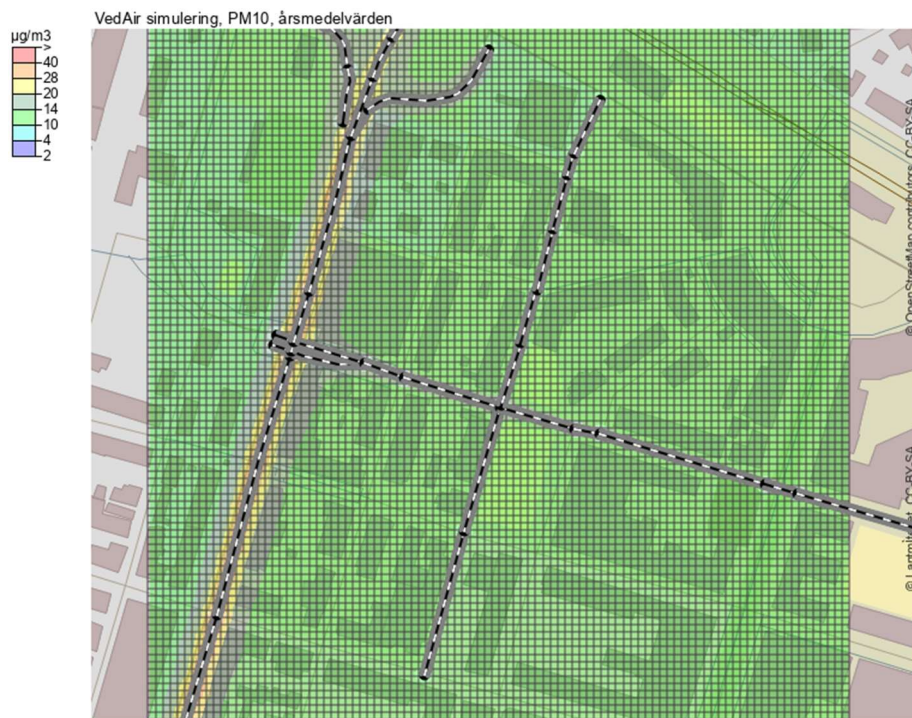 VedAir simulering, PM10, årsmedelvärden
µg/m3
>
40
28
20
14
10
4
2
© OpenStreetMap contributors, CC-BY-SA
CC-BY-SA